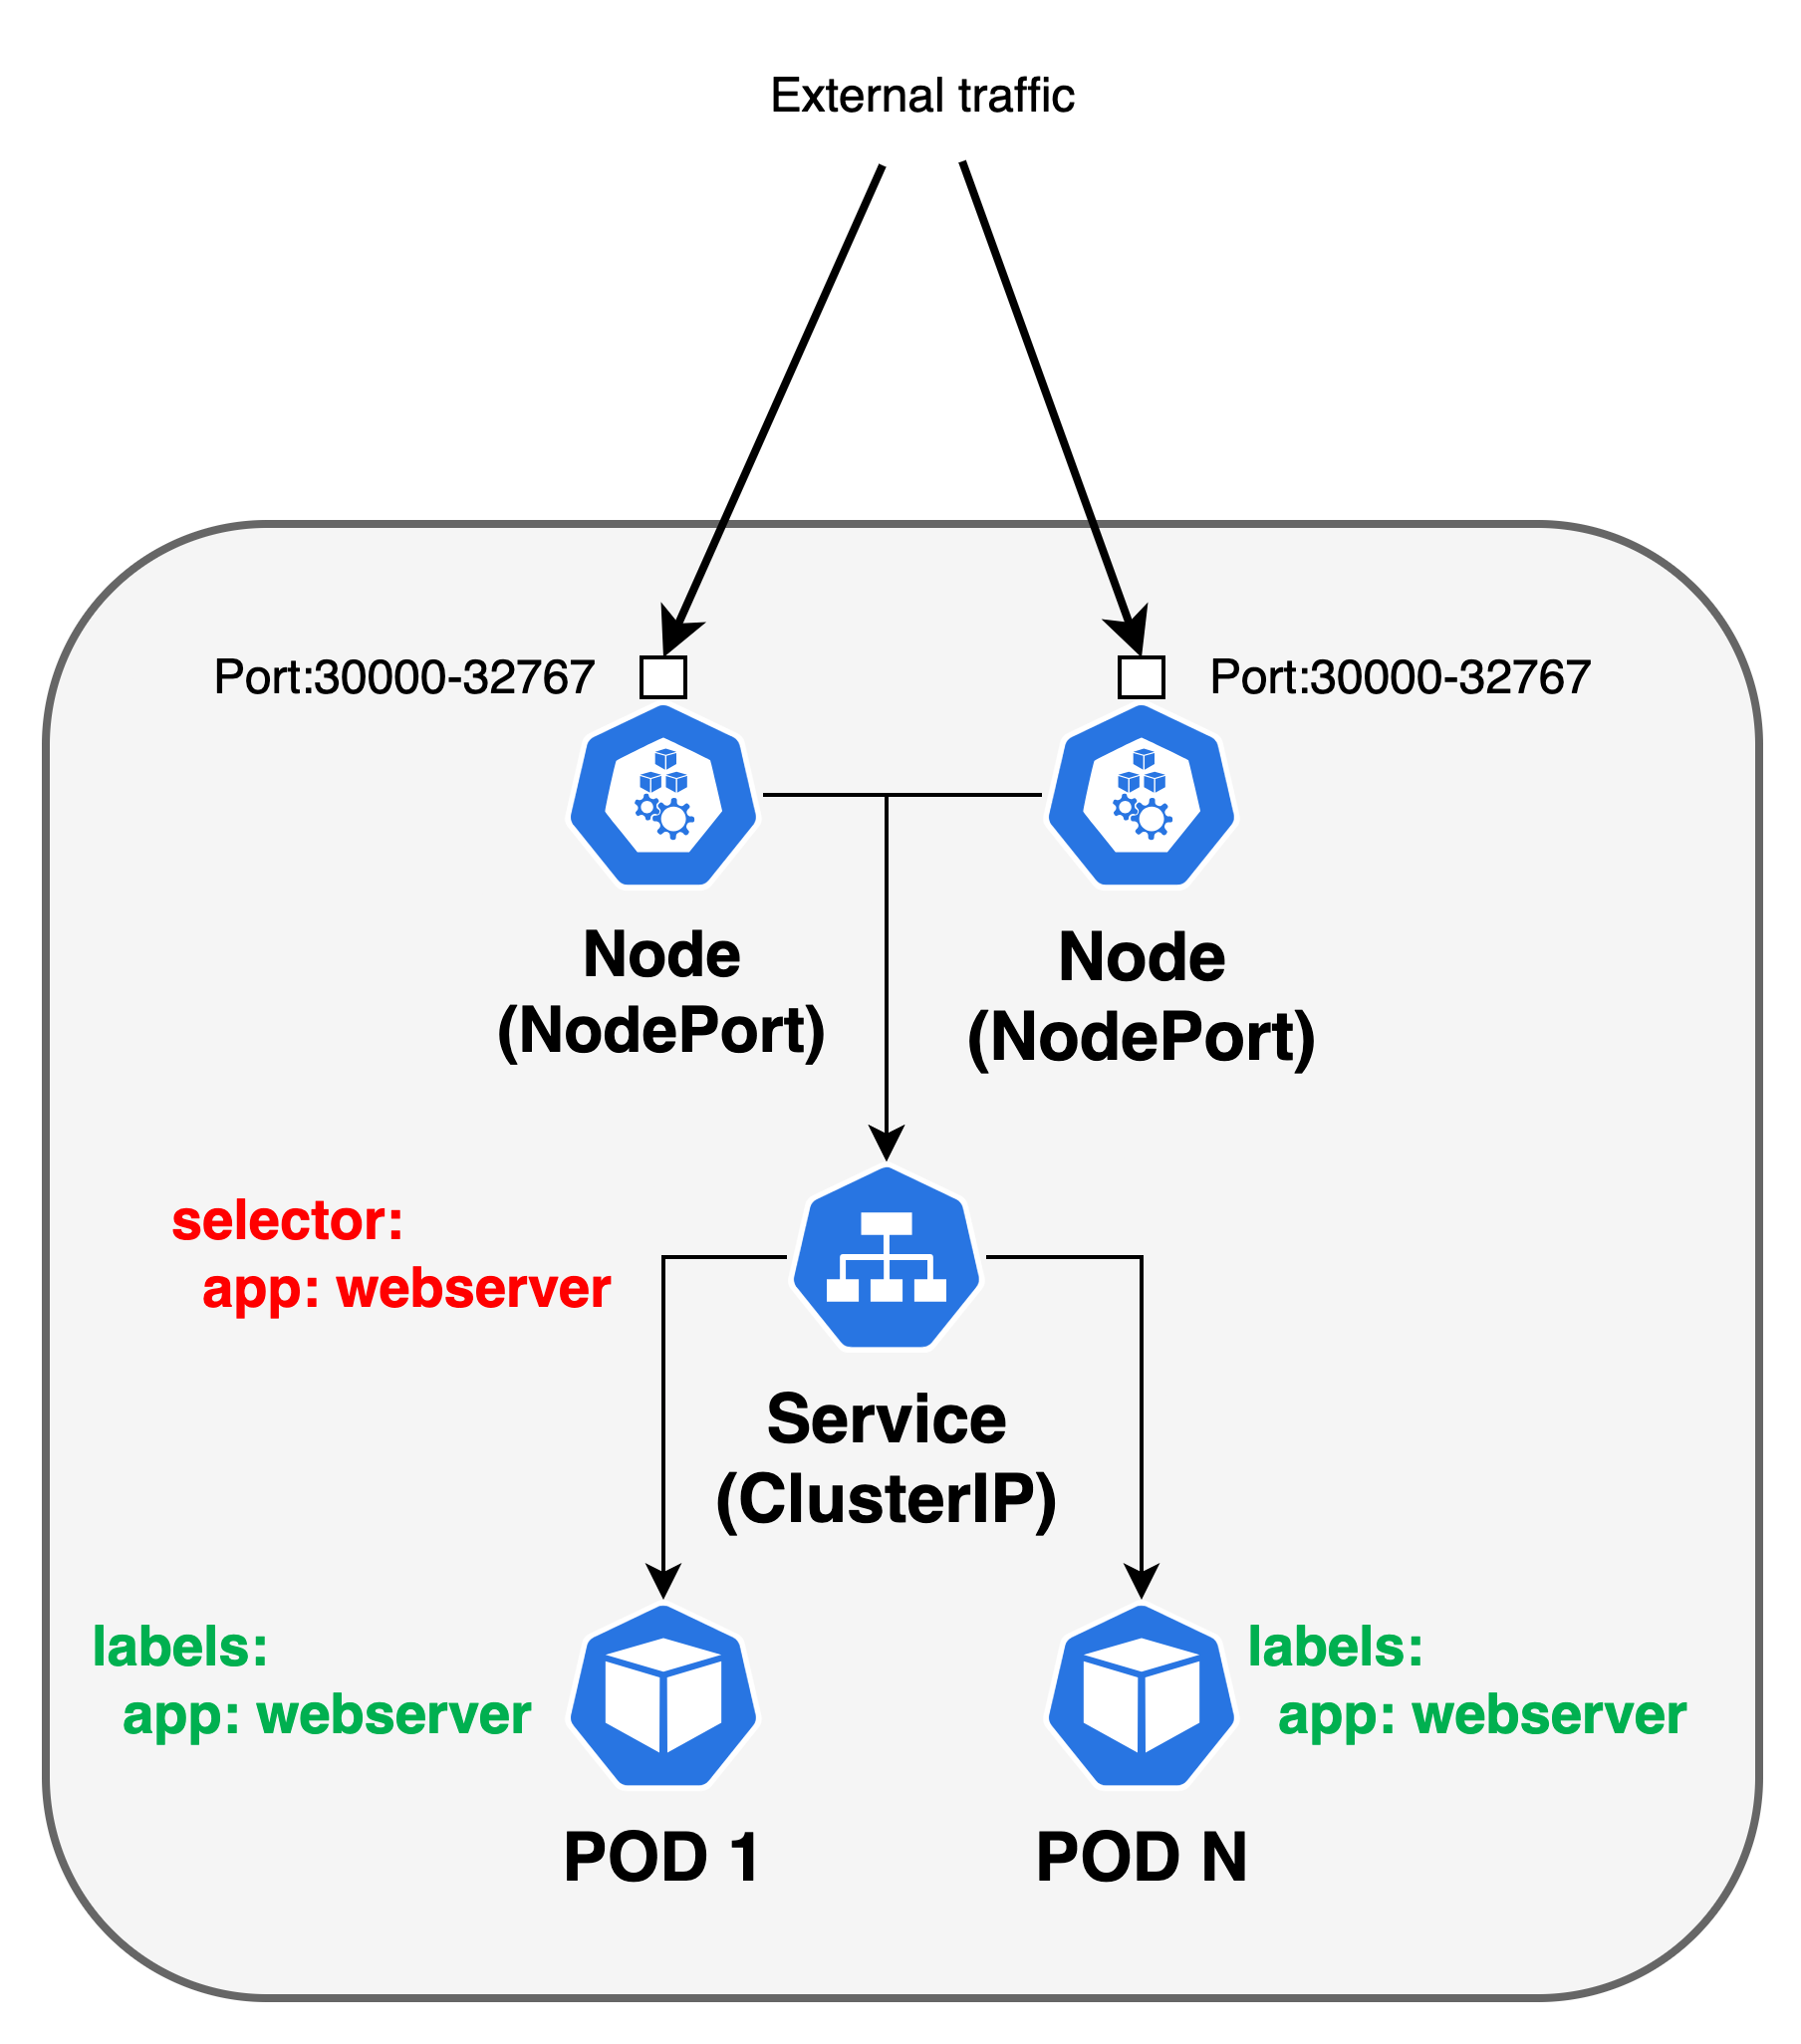 External traffic
Port:30000-32767
Port:30000-32767
Node
(NodePort)
Node
(NodePort)
selector:
app: webserver
Service
(ClusterIP)
labels:
app: webserver
labels:
app: webserver
POD 1
POD N